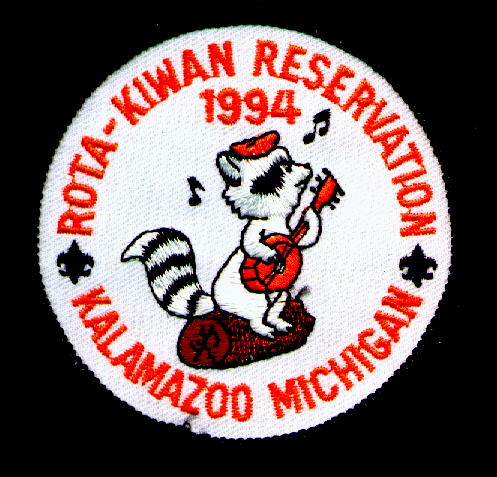 ROTA-KIWAN RESERVATION
1994
KALAMAZOO MICHIGAN